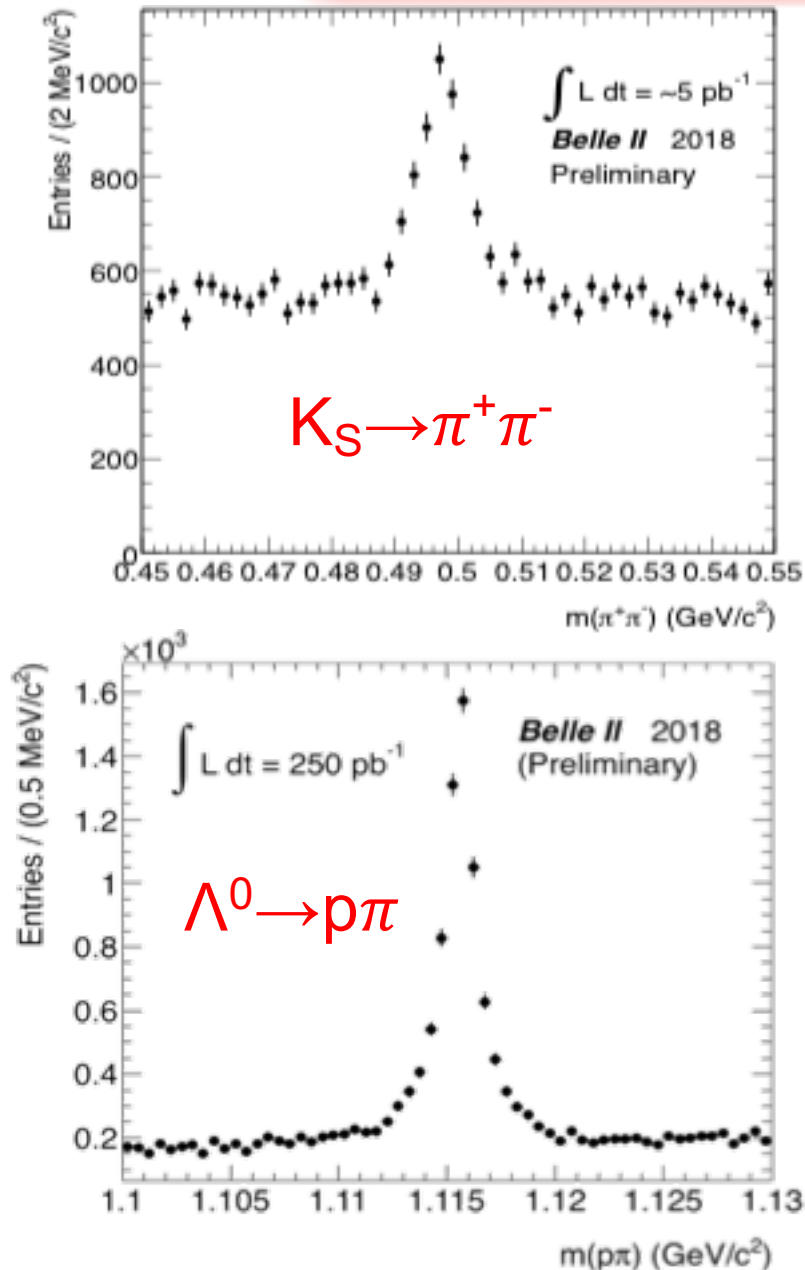 Entries / (2 MeV/c²)
1000
800
600
400
200
0
∫ L dt = ~5 pb⁻¹
Belle II 2018
Preliminary
K_S→π⁺π⁻
0.45 0.46 0.47 0.48 0.49 0.5 0.51 0.52 0.53 0.54 0.55
m(π⁺π⁻) (GeV/c²)
×10³
Entries / (0.5 MeV/c²)
1.6
1.4
1.2
1
0.8
0.6
0.4
0.2
∫ L dt = 250 pb⁻¹
Belle II 2018
(Preliminary)
Λ⁰→pπ
1.1 1.105 1.11 1.115 1.12 1.125 1.13
m(pπ) (GeV/c²)